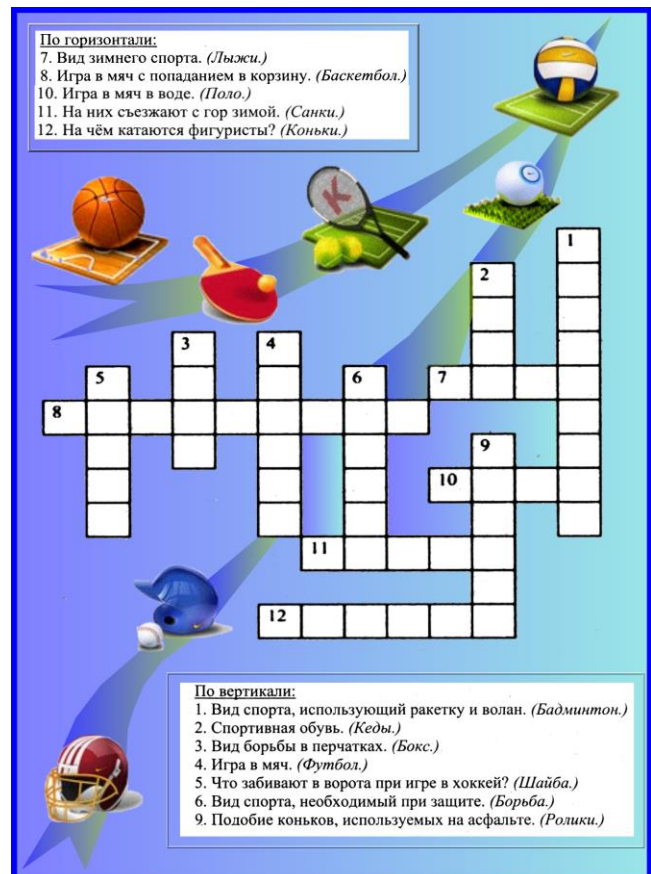 По горизонтали:
7. Вид зимнего спорта. (Лыжи.)
8. Игра в мяч с попаданием в корзину. (Баскетбол.)
10. Игра в мяч в воде. (Поло.)
11. На них съезжают с гор зимой. (Санки.)
12. На чём катаются фигуристы? (Коньки.)
K
1
2
3
4
5
6
7
8
9
10
11
12
По вертикали:
1. Вид спорта, использующий ракетку и волан. (Бадминтон.)
2. Спортивная обувь. (Кеды.)
3. Вид борьбы в перчатках. (Бокс.)
4. Игра в мяч. (Футбол.)
5. Что забивают в ворота при игре в хоккей? (Шайба.)
6. Вид спорта, необходимый при защите. (Борьба.)
9. Подобие коньков, используемых на асфальте. (Ролики.)